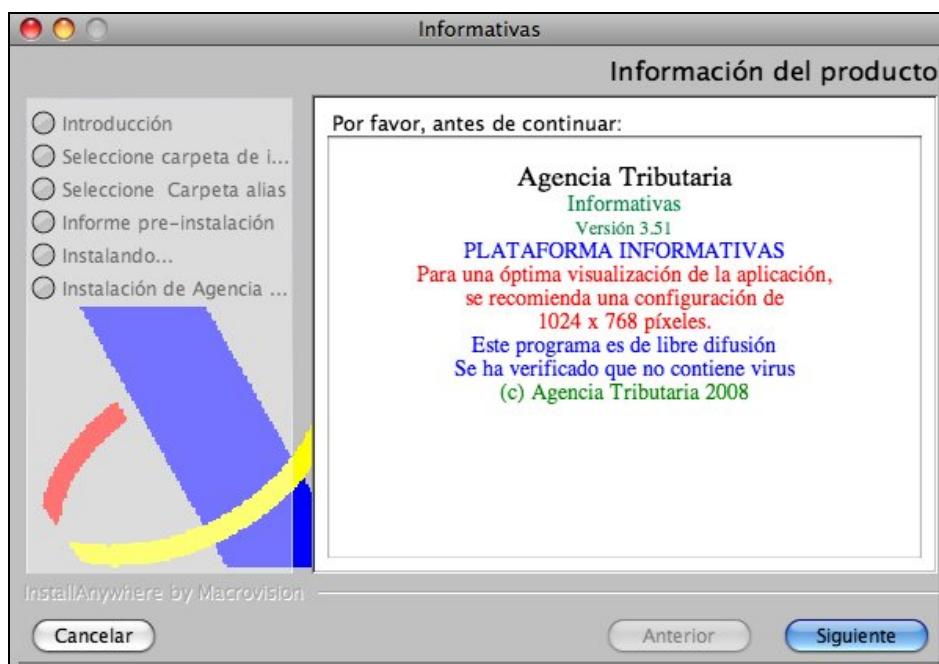 Informativas
Información del producto
Introducción
Seleccione carpeta de i...
Seleccione Carpeta alias
Informe pre-instalación
Instalando...
Instalación de Agencia ...
Por favor, antes de continuar:
Agencia Tributaria
Informativas
Versión 3.51
PLATAFORMA INFORMATIVAS
Para una óptima visualización de la aplicación,
se recomienda una configuración de
1024 x 768 píxeles.
Este programa es de libre difusión
Se ha verificado que no contiene virus
(c) Agencia Tributaria 2008
InstallAnywhere by Macrovision
Cancelar
Anterior
Siguiente